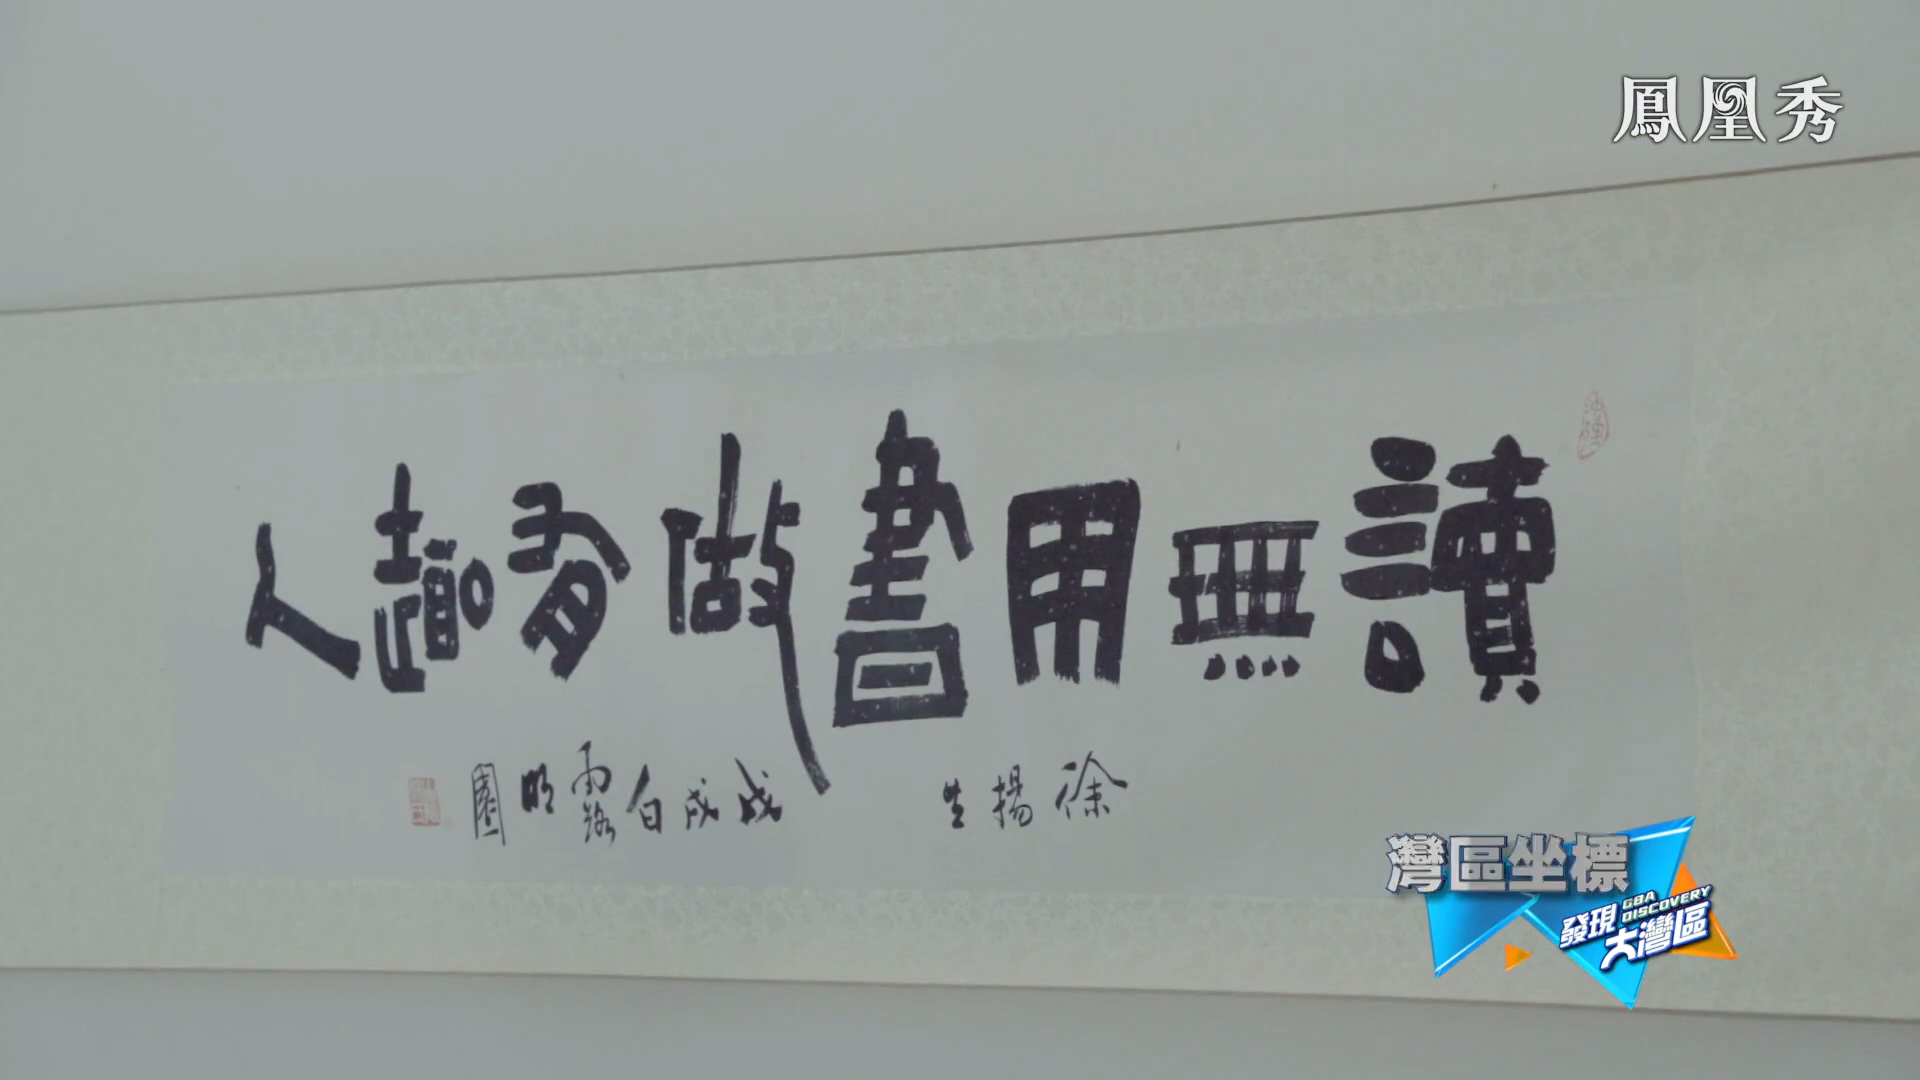 鳳凰秀
讀無用書做有趣人
徐揚生 戊戌白露明園
灣區坐標
GBA
DISCOVERY
發現
大灣區